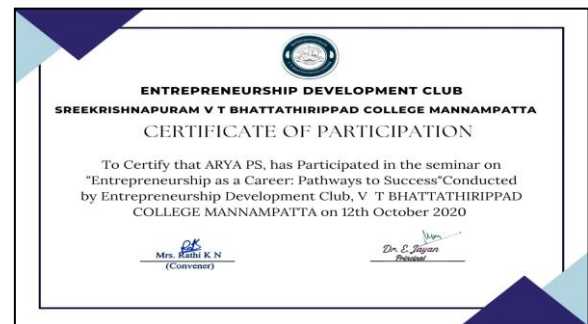 ENTREPRENEURSHIP DEVELOPMENT CLUB
SREEKRISHNAPURAM V T BHATTATHIRIPPAD COLLEGE MANNAMPATTA
CERTIFICATE OF PARTICIPATION
To Certify that ARYA PS, has Participated in the seminar on
"Entrepreneurship as a Career: Pathways to Success"Conducted
by Entrepreneurship Development Club, V T BHATTATHIRIPPAD
COLLEGE MANNAMPATTA on 12th October 2020
Mrs. Rathi K N
(Convener)
Dr. E. Jayan
Principal